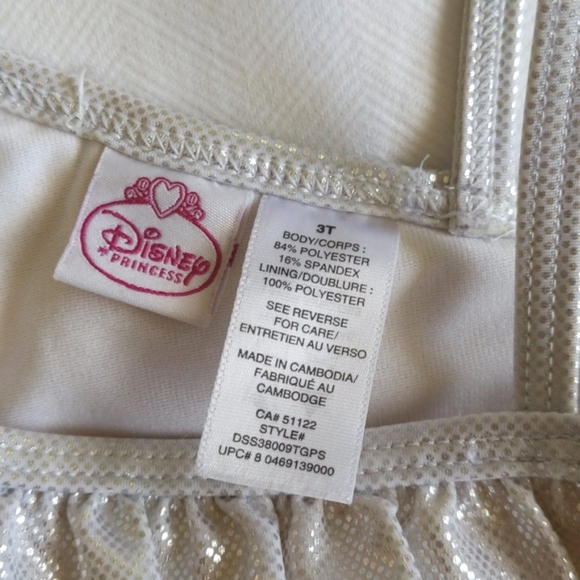 Disney
PRINCESS
3T
BODY/CORPS :
84% POLYESTER
16% SPANDEX
LINING/DOUBLURE :
100% POLYESTER
SEE REVERSE
FOR CARE/
ENTRETIEN AU VERSO
MADE IN CAMBODIA/
FABRIQUÉ AU
CAMBODGE
CA# 51122
STYLE#
DSS38009TGPS
UPC# 8 0469139000